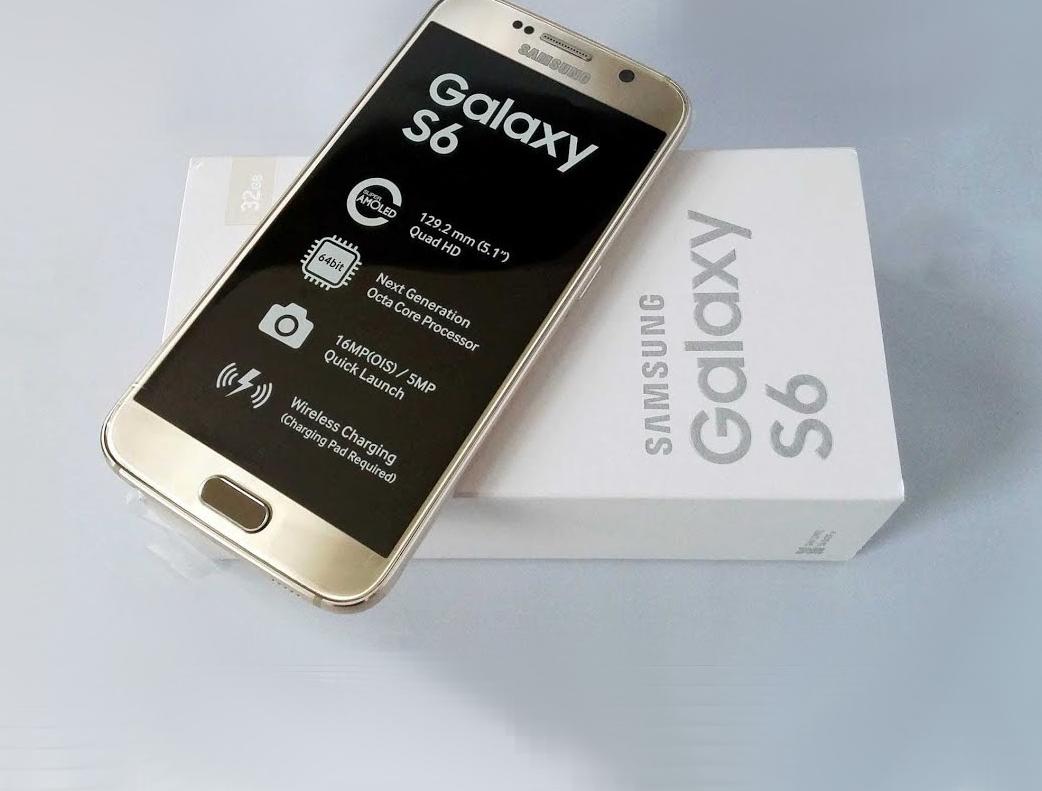 SAMSUNG
Galaxy
S6
SUPER
AMOLED
129.2 mm (5.1")
Quad HD
64bit
Next Generation
Octa Core Processor
16MP(OIS) / 5MP
Quick Launch
Wireless Charging
(Charging Pad Required)
32GB
SAMSUNG
Galaxy
S6